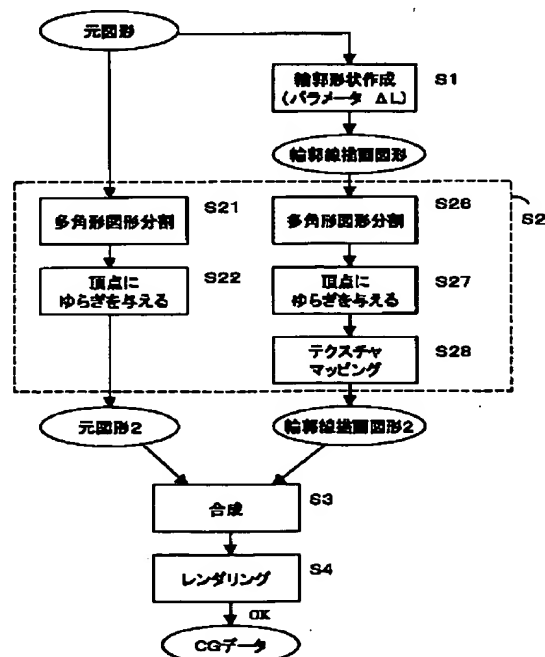 元図形
輪郭形状作成
(パラメータ ΔL)
S1
輪郭線描画図形
多角形図形分割
S21
多角形図形分割
S26
S2
頂点に
ゆらぎを与える
S22
頂点に
ゆらぎを与える
S27
テクスチャ
マッピング
S28
元図形2
輪郭線描画図形2
合成
S3
レンダリング
S4
OK
CGデータ